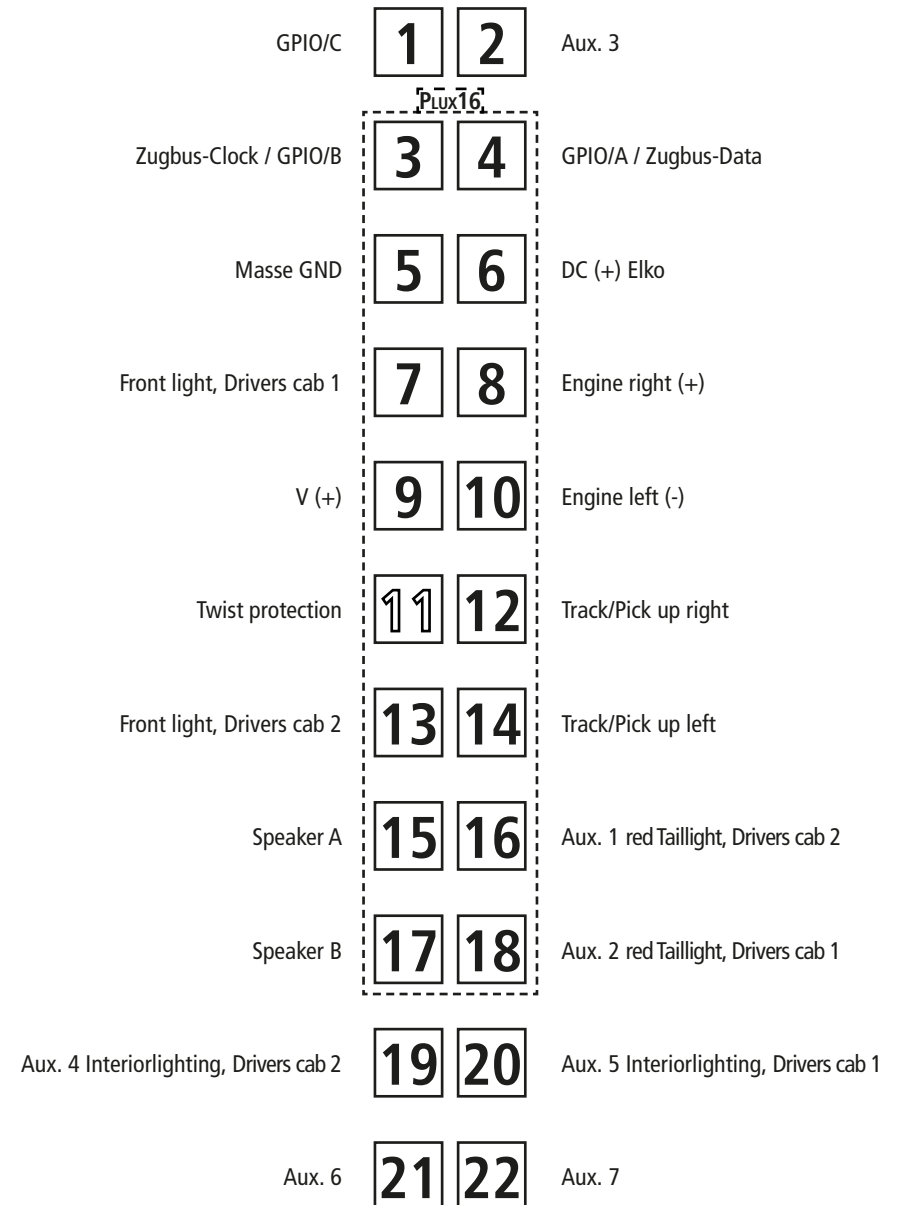 GPIO/C 1 2 Aux. 3
PLUX16
Zugbus-Clock / GPIO/B 3 4 GPIO/A / Zugbus-Data
Masse GND 5 6 DC (+) Elko
Front light, Drivers cab 1 7 8 Engine right (+)
V (+) 9 10 Engine left (-)
Twist protection 11 12 Track/Pick up right
Front light, Drivers cab 2 13 14 Track/Pick up left
Speaker A 15 16 Aux. 1 red Taillight, Drivers cab 2
Speaker B 17 18 Aux. 2 red Taillight, Drivers cab 1
Aux. 4 Interiorlighting, Drivers cab 2 19 20 Aux. 5 Interiorlighting, Drivers cab 1
Aux. 6 21 22 Aux. 7